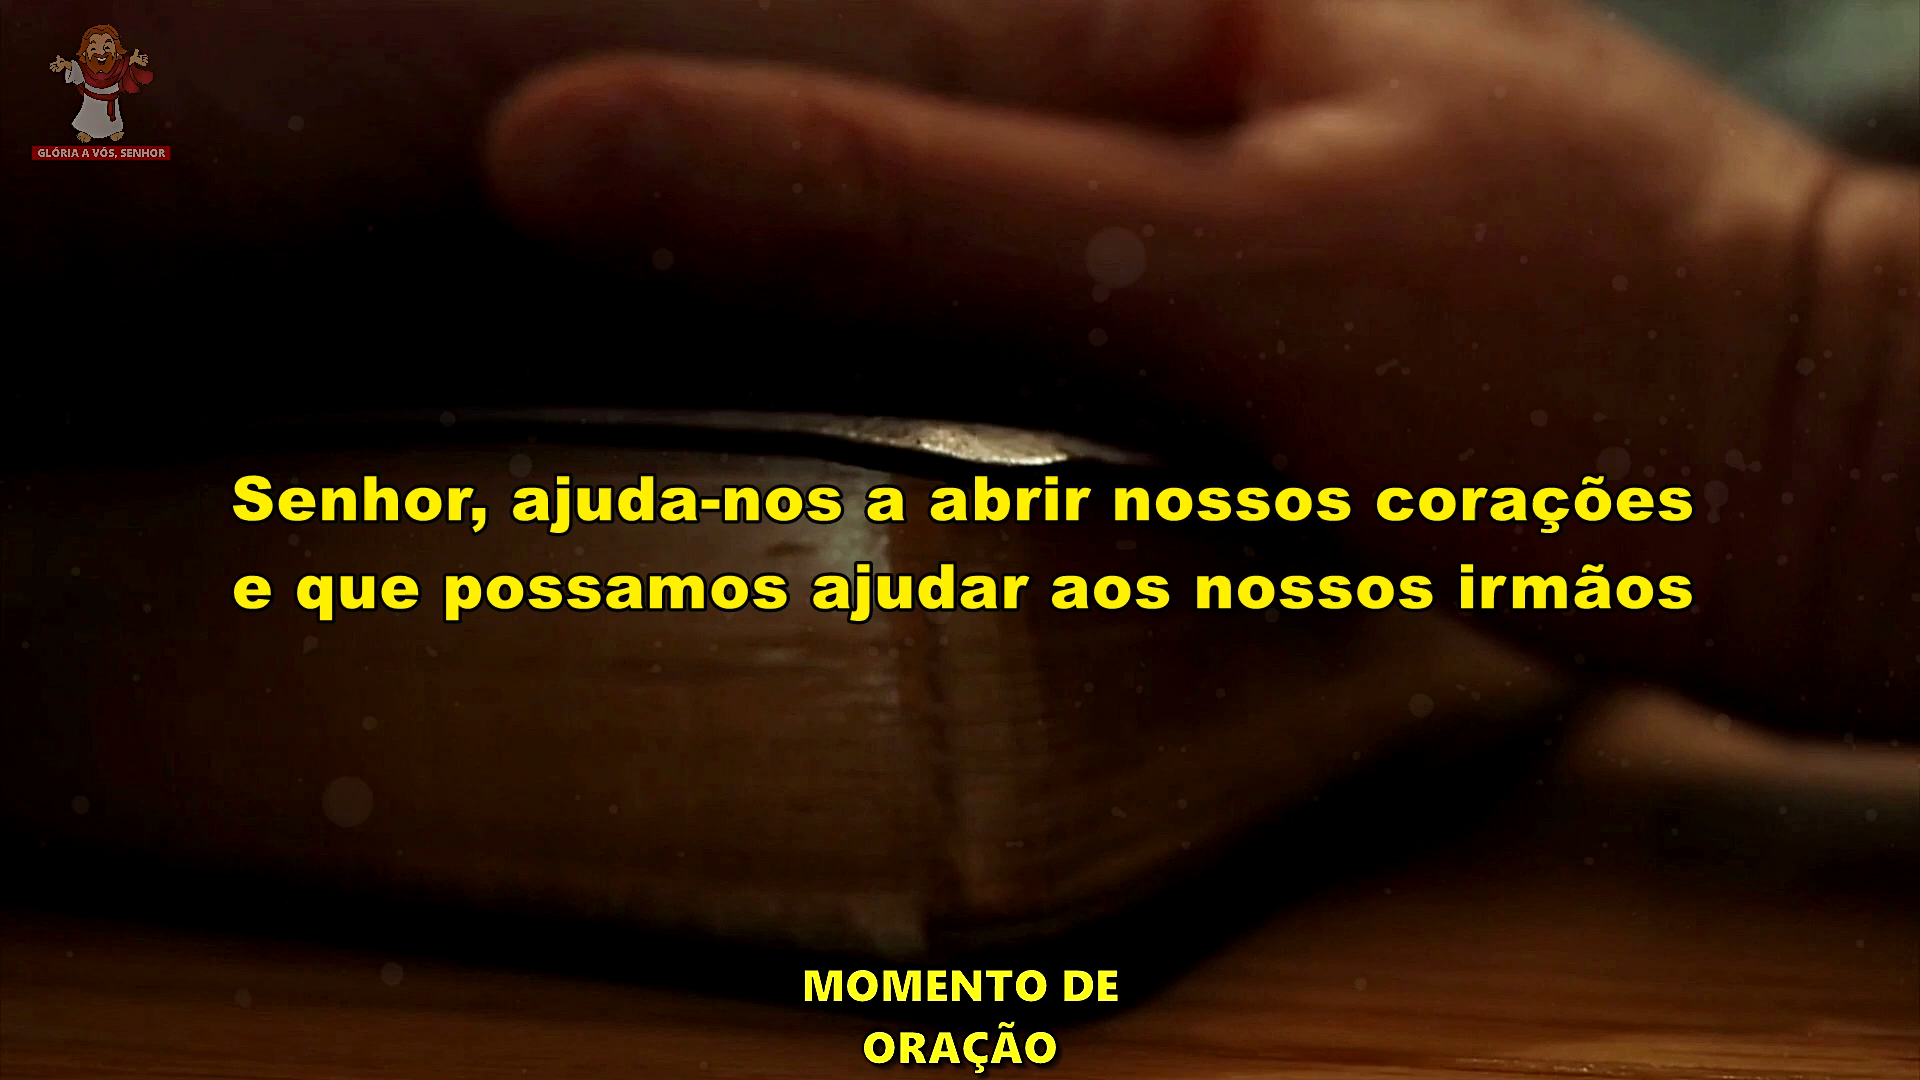 GLÓRIA A VÓS, SENHOR
Senhor, ajuda-nos a abrir nossos corações
e que possamos ajudar aos nossos irmãos
MOMENTO DE
ORAÇÃO